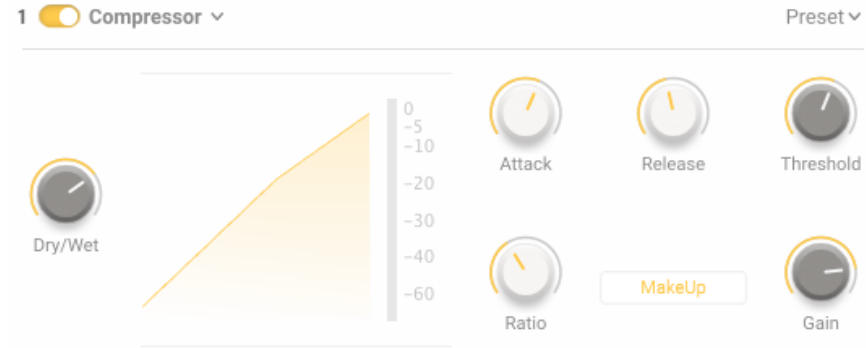 1 Compressor Preset
0
-5
-10
-20
-30
-40
-60
Attack Release Threshold
Dry/Wet
MakeUp
Ratio Gain